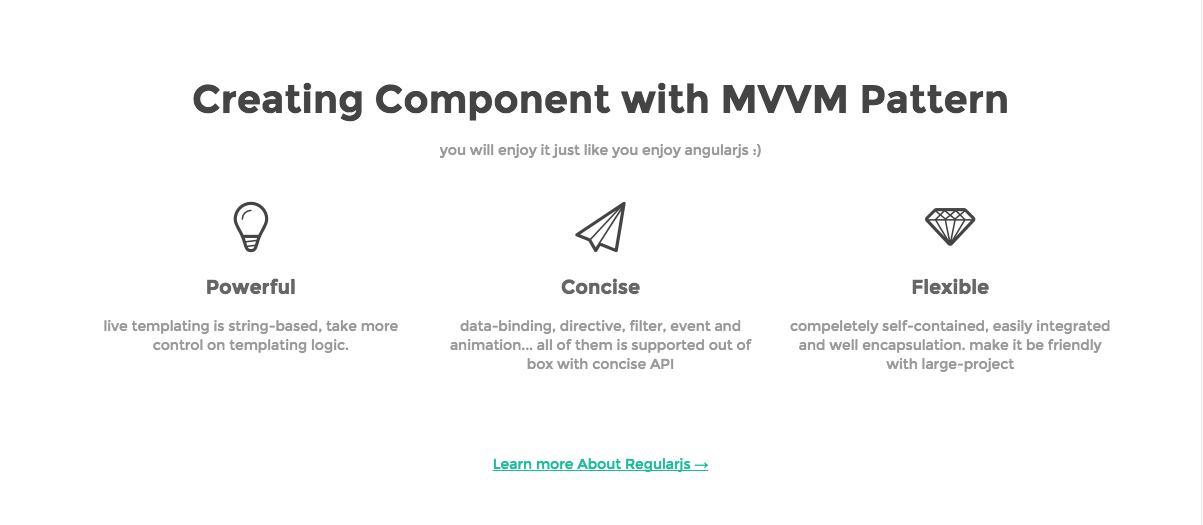 Creating Component with MVVM Pattern
you will enjoy it just like you enjoy angularjs :)
Powerful
live templating is string-based, take more
control on templating logic.
Concise
data-binding, directive, filter, event and
animation... all of them is supported out of
box with concise API
Flexible
compeletely self-contained, easily integrated
and well encapsulation. make it be friendly
with large-project
Learn more About Regularjs →